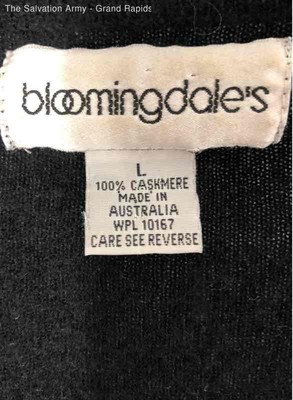 The Salvation Army - Grand Rapids
bloomingdale's
L
100% CASHMERE
MADE IN
AUSTRALIA
WPL 10167
CARE SEE REVERSE